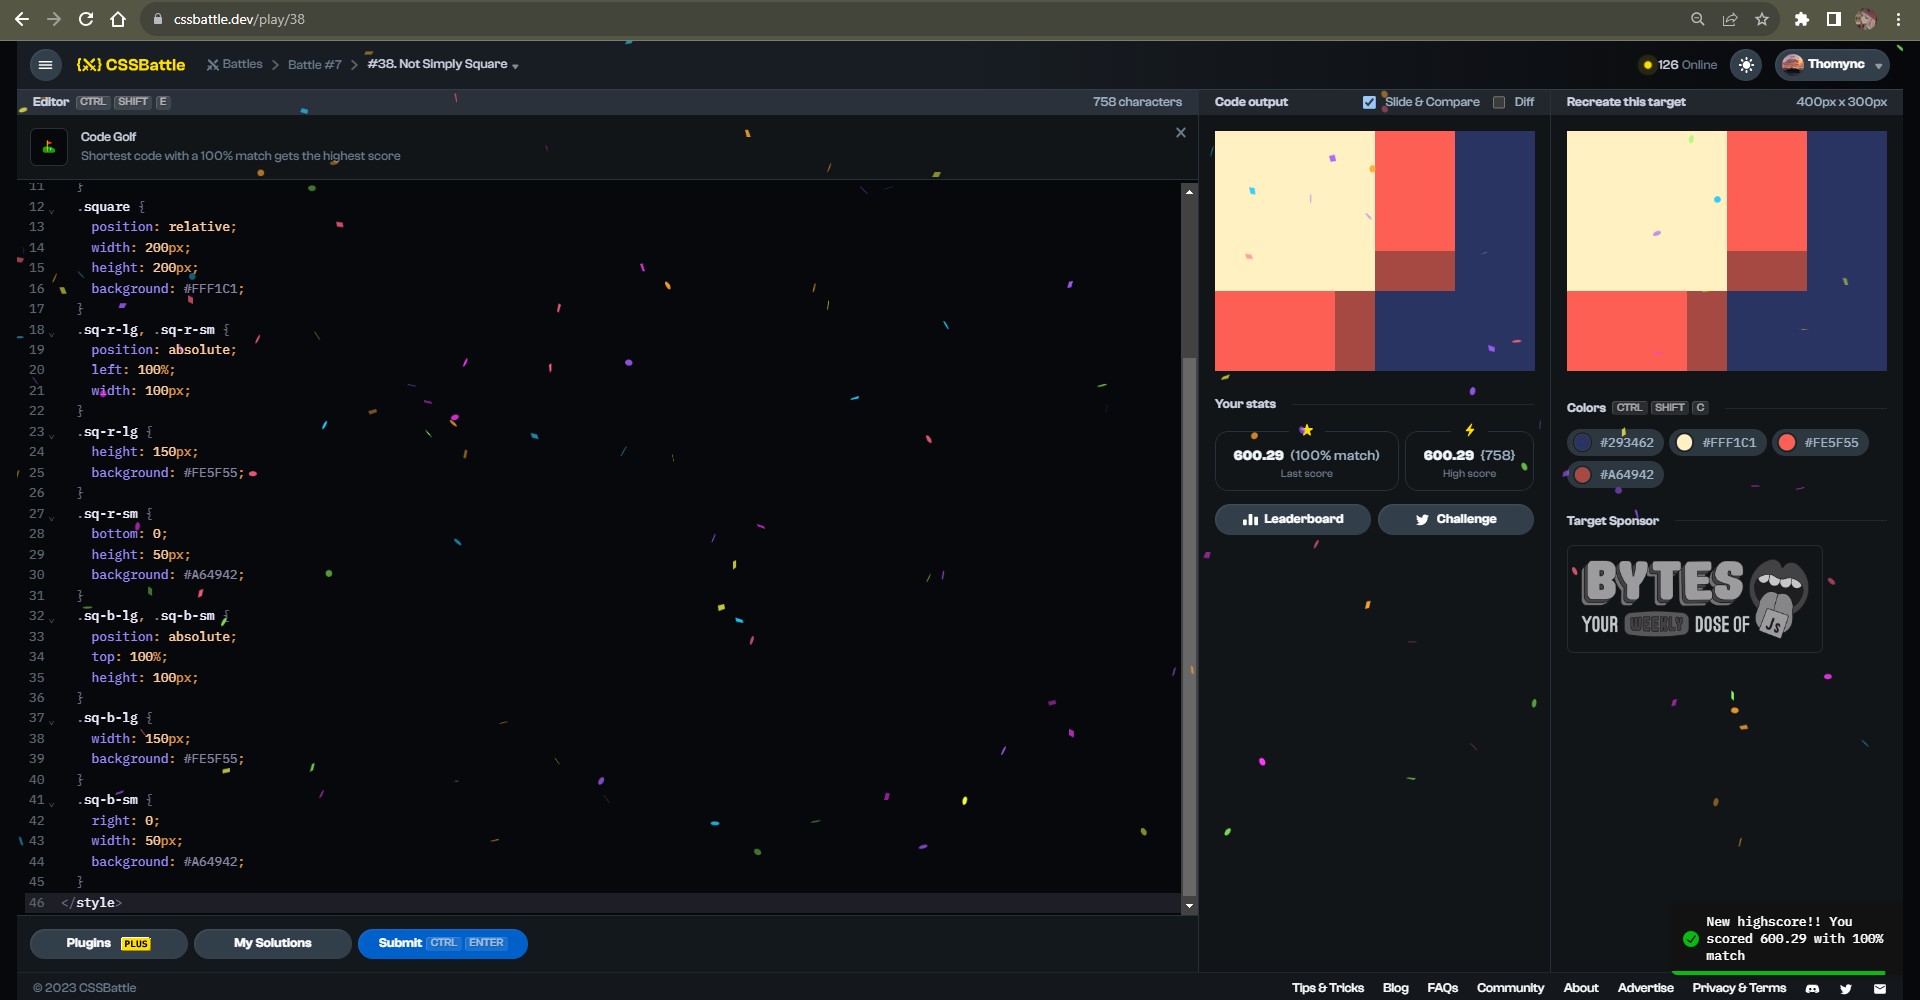 cssbattle.dev/play/38
CSSBattle
Battles
Battle #7
#38. Not Simply Square
126 Online
Thomync
Editor CTRL SHIFT E
758 characters
Code output
Slide & Compare
Diff
Recreate this target
400px x 300px
Code Golf
Shortest code with a 100% match gets the highest score
11 }
12 .square {
13 position: relative;
14 width: 200px;
15 height: 200px;
16 background: #FFF1C1;
17 }
18 .sq-r-lg, .sq-r-sm {
19 position: absolute;
20 left: 100%;
21 width: 100px;
22 }
23 .sq-r-lg {
24 height: 150px;
25 background: #FE5F55;
26 }
27 .sq-r-sm {
28 bottom: 0;
29 height: 50px;
30 background: #A64942;
31 }
32 .sq-b-lg, .sq-b-sm {
33 position: absolute;
34 top: 100%;
35 height: 100px;
36 }
37 .sq-b-lg {
38 width: 150px;
39 background: #FE5F55;
40 }
41 .sq-b-sm {
42 right: 0;
43 width: 50px;
44 background: #A64942;
45 }
46 </style>
Your stats
600.29 (100% match)
Last score
600.29 {758}
High score
Leaderboard
Challenge
Colors CTRL SHIFT C
#293462
#FFF1C1
#FE5F55
#A64942
Target Sponsor
BYTES
YOUR WEEKLY DOSE OF JS
Plugins PLUS
My Solutions
Submit CTRL ENTER
New highscore!! You
scored 600.29 with 100%
match
© 2023 CSSBattle
Tips & Tricks
Blog
FAQs
Community
About
Advertise
Privacy & Terms